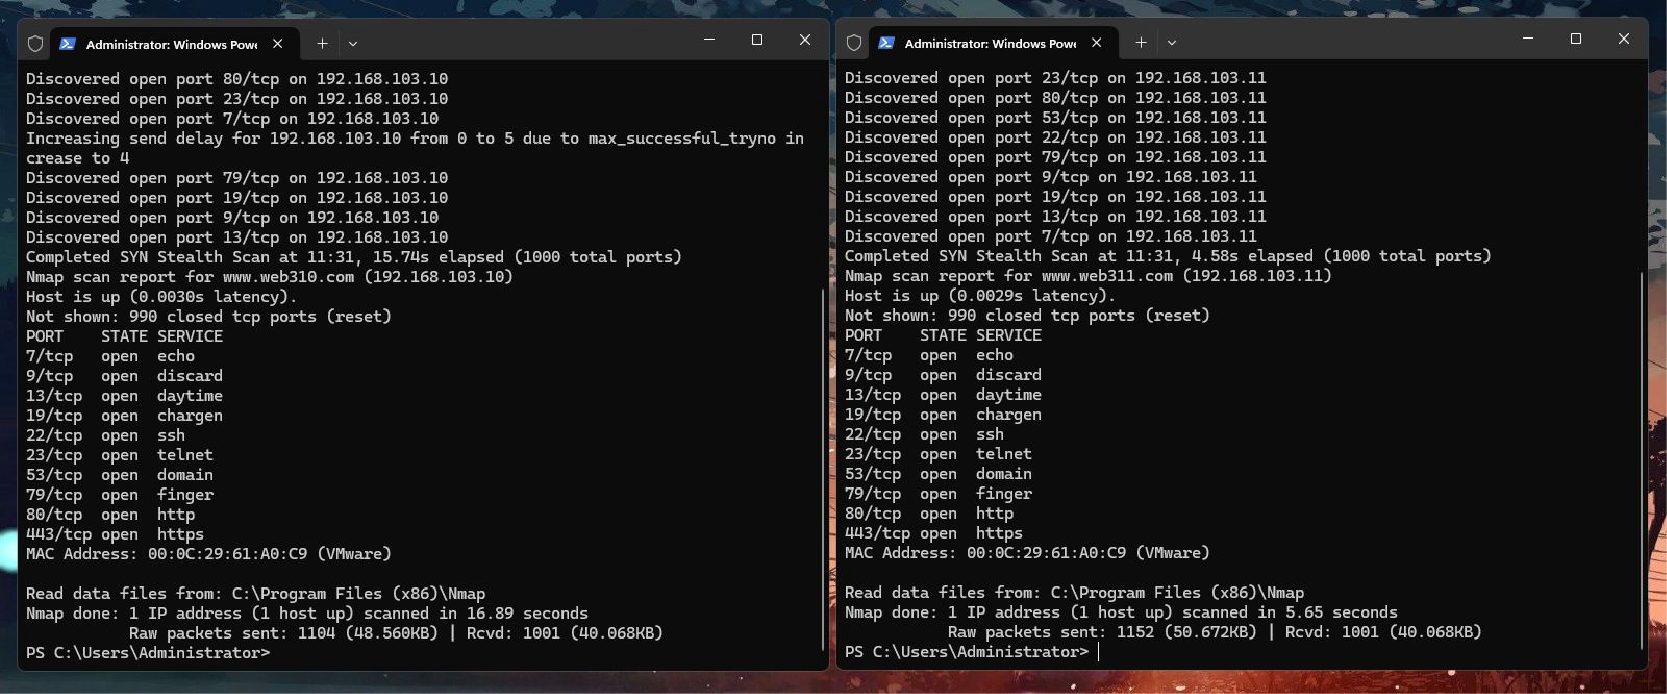 Administrator: Windows Powe
Discovered open port 80/tcp on 192.168.103.10
Discovered open port 23/tcp on 192.168.103.10
Discovered open port 7/tcp on 192.168.103.10
Increasing send delay for 192.168.103.10 from 0 to 5 due to max_successful_tryno in
crease to 4
Discovered open port 79/tcp on 192.168.103.10
Discovered open port 19/tcp on 192.168.103.10
Discovered open port 9/tcp on 192.168.103.10
Discovered open port 13/tcp on 192.168.103.10
Completed SYN Stealth Scan at 11:31, 15.74s elapsed (1000 total ports)
Nmap scan report for www.web310.com (192.168.103.10)
Host is up (0.0030s latency).
Not shown: 990 closed tcp ports (reset)
PORT    STATE SERVICE
7/tcp   open  echo
9/tcp   open  discard
13/tcp  open  daytime
19/tcp  open  chargen
22/tcp  open  ssh
23/tcp  open  telnet
53/tcp  open  domain
79/tcp  open  finger
80/tcp  open  http
443/tcp open  https
MAC Address: 00:0C:29:61:A0:C9 (VMware)
Read data files from: C:\Program Files (x86)\Nmap
Nmap done: 1 IP address (1 host up) scanned in 16.89 seconds
Raw packets sent: 1104 (48.560KB) | Rcvd: 1001 (40.068KB)
PS C:\Users\Administrator>
Administrator: Windows Powe
Discovered open port 23/tcp on 192.168.103.11
Discovered open port 80/tcp on 192.168.103.11
Discovered open port 53/tcp on 192.168.103.11
Discovered open port 22/tcp on 192.168.103.11
Discovered open port 79/tcp on 192.168.103.11
Discovered open port 9/tcp on 192.168.103.11
Discovered open port 19/tcp on 192.168.103.11
Discovered open port 13/tcp on 192.168.103.11
Discovered open port 7/tcp on 192.168.103.11
Completed SYN Stealth Scan at 11:31, 4.58s elapsed (1000 total ports)
Nmap scan report for www.web311.com (192.168.103.11)
Host is up (0.0029s latency).
Not shown: 990 closed tcp ports (reset)
PORT    STATE SERVICE
7/tcp   open  echo
9/tcp   open  discard
13/tcp  open  daytime
19/tcp  open  chargen
22/tcp  open  ssh
23/tcp  open  telnet
53/tcp  open  domain
79/tcp  open  finger
80/tcp  open  http
443/tcp open  https
MAC Address: 00:0C:29:61:A0:C9 (VMware)
Read data files from: C:\Program Files (x86)\Nmap
Nmap done: 1 IP address (1 host up) scanned in 5.65 seconds
Raw packets sent: 1152 (50.672KB) | Rcvd: 1001 (40.068KB)
PS C:\Users\Administrator>